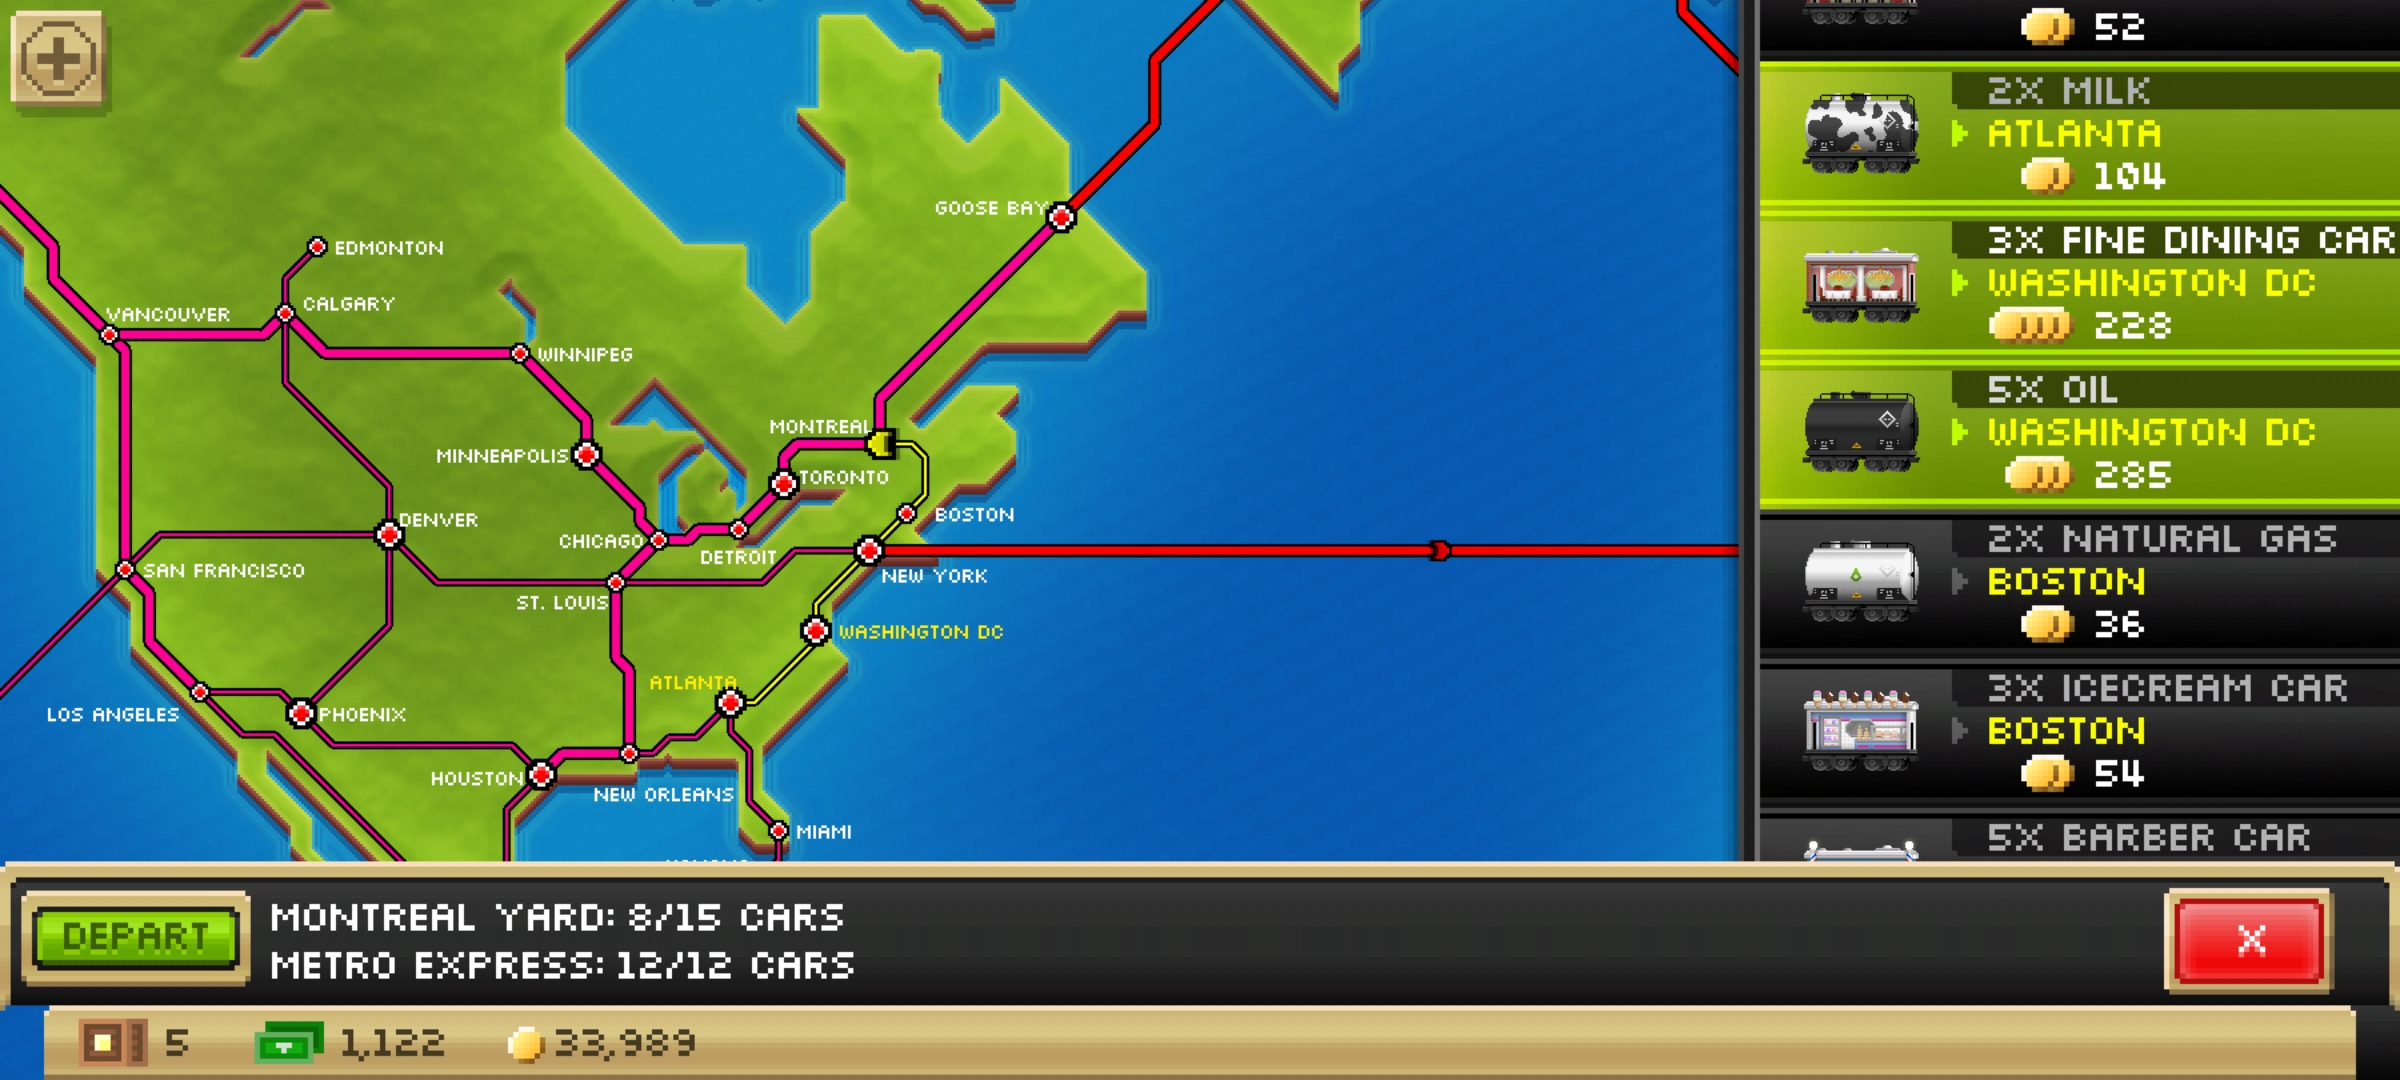 52
2X MILK
ATLANTA
104
3X FINE DINING CAR
WASHINGTON DC
228
5X OIL
WASHINGTON DC
285
2X NATURAL GAS
BOSTON
36
3X ICECREAM CAR
BOSTON
54
5X BARBER CAR
GOOSE BAY
EDMONTON
CALGARY
VANCOUVER
WINNIPEG
MONTREAL
MINNEAPOLIS
TORONTO
BOSTON
DENVER
CHICAGO
DETROIT
SAN FRANCISCO
NEW YORK
ST. LOUIS
WASHINGTON DC
ATLANTA
LOS ANGELES
PHOENIX
HOUSTON
NEW ORLEANS
MIAMI
DEPART
MONTREAL YARD: 8/15 CARS
METRO EXPRESS: 12/12 CARS
X
5
1,122
33,989